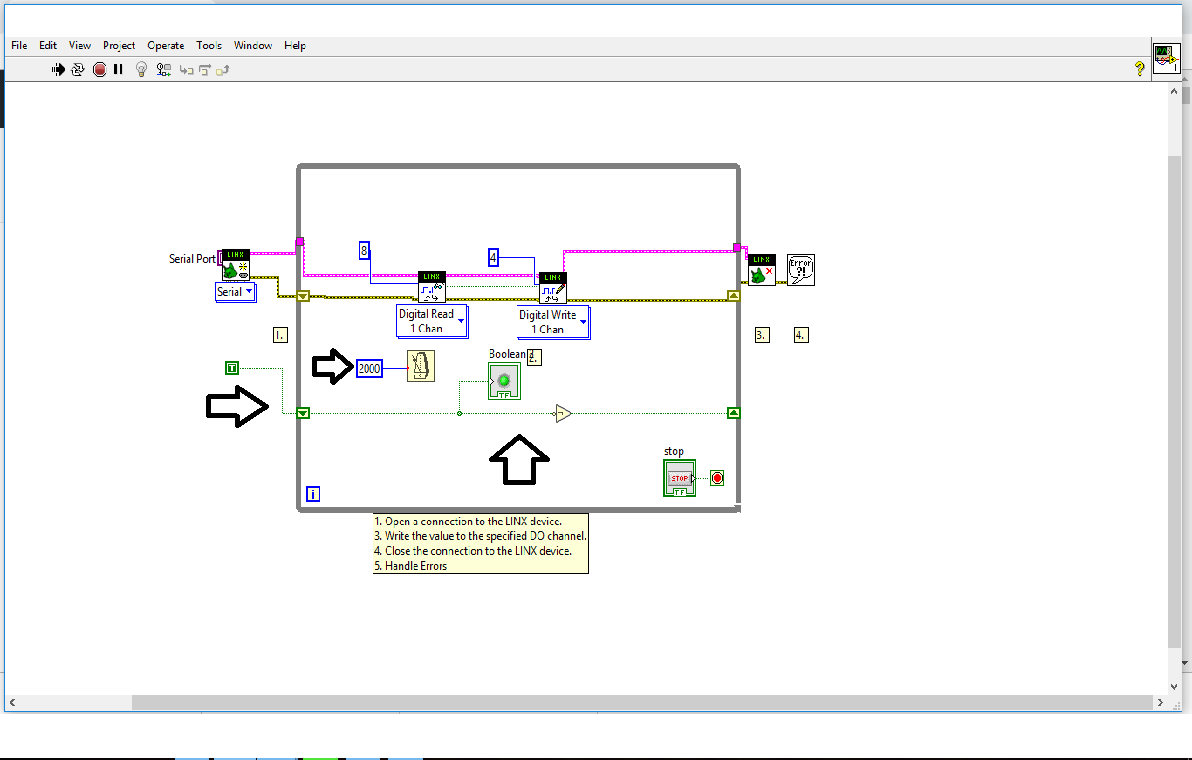 File Edit View Project Operate Tools Window Help
Serial Port
LINX
Serial
8
4
LINX
LINX
Digital Read
1 Chan
Digital Write
1 Chan
LINX
Error
?!
1.
3.
4.
T
2000
Boolean
2.
TF
stop
STOP
TF
i
1. Open a connection to the LINX device.
3. Write the value to the specified DO channel.
4. Close the connection to the LINX device.
5. Handle Errors